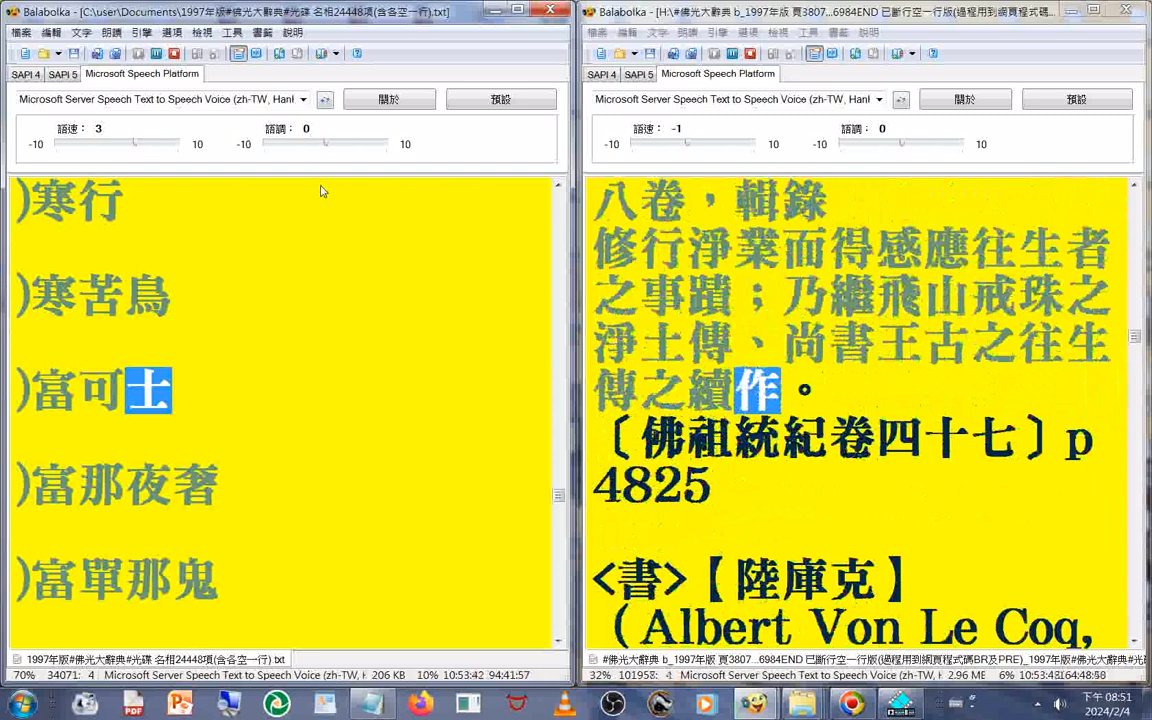 Balabolka - [C:\user\Documents\1997年版#佛光大辭典#光碟 名相24448項(含各空一行).txt]
檔案 編輯 文字 朗讀 引擎 選項 檢視 工具 書籤 說明
SAPI 4 SAPI 5 Microsoft Speech Platform
Microsoft Server Speech Text to Speech Voice (zh-TW, Hanl
關於 預設
語速： 3 語調： 0
-10 10 -10 10
)寒行
)寒苦鳥
)富可士
)富那夜奢
)富單那鬼
1997年版#佛光大辭典#光碟 名相24448項(含各空一行).txt
70% 34071: 4 Microsoft Server Speech Text to Speech Voice (zh-TW, H 206 KB 10% 10:53:42 94:41:57
Balabolka - [H:\#佛光大辭典 b_1997年版 頁3807...6984END 已斷行空一行版(過程用到網頁程式碼
檔案 編輯 文字 朗讀 引擎 選項 檢視 工具 書籤 說明
SAPI 4 SAPI 5 Microsoft Speech Platform
Microsoft Server Speech Text to Speech Voice (zh-TW, Hanl
關於 預設
語速： -1 語調： 0
-10 10 -10 10
八卷，輯錄
修行淨業而得感應往生者
之事蹟；乃繼飛山戒珠之
淨土傳、尚書王古之往生
傳之續作。
〔佛祖統紀卷四十七〕p
4825
<書>【陸庫克】
（Albert Von Le Coq,
#佛光大辭典 b_1997年版 頁3807...6984END 已斷行空一行版(過程用到網頁程式碼BR及PRE)_1997年版#光
32% 101958: 4 Microsoft Server Speech Text to Speech Voice (zh-TW, H 2.96 ME 6% 10:53:43 64:48:58
PDF
下午 08:51
2024/2/4